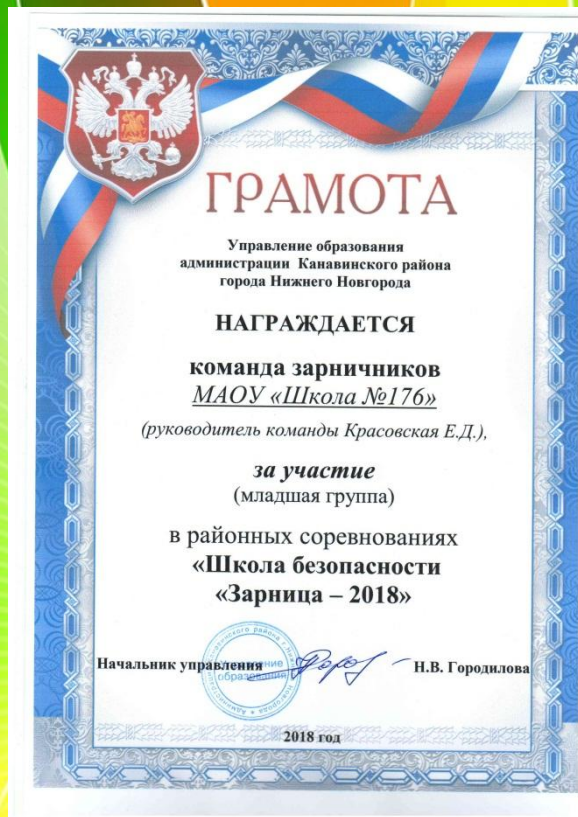 ГРАМОТА
Управление образования
администрации Канавинского района
города Нижнего Новгорода
НАГРАЖДАЕТСЯ
команда зарничников
МАОУ «Школа №176»
(руководитель команды Красовская Е.Д.),
за участие
(младшая группа)
в районных соревнованиях
«Школа безопасности
«Зарница – 2018»
Начальник управления
Н.В. Городилова
2018 год